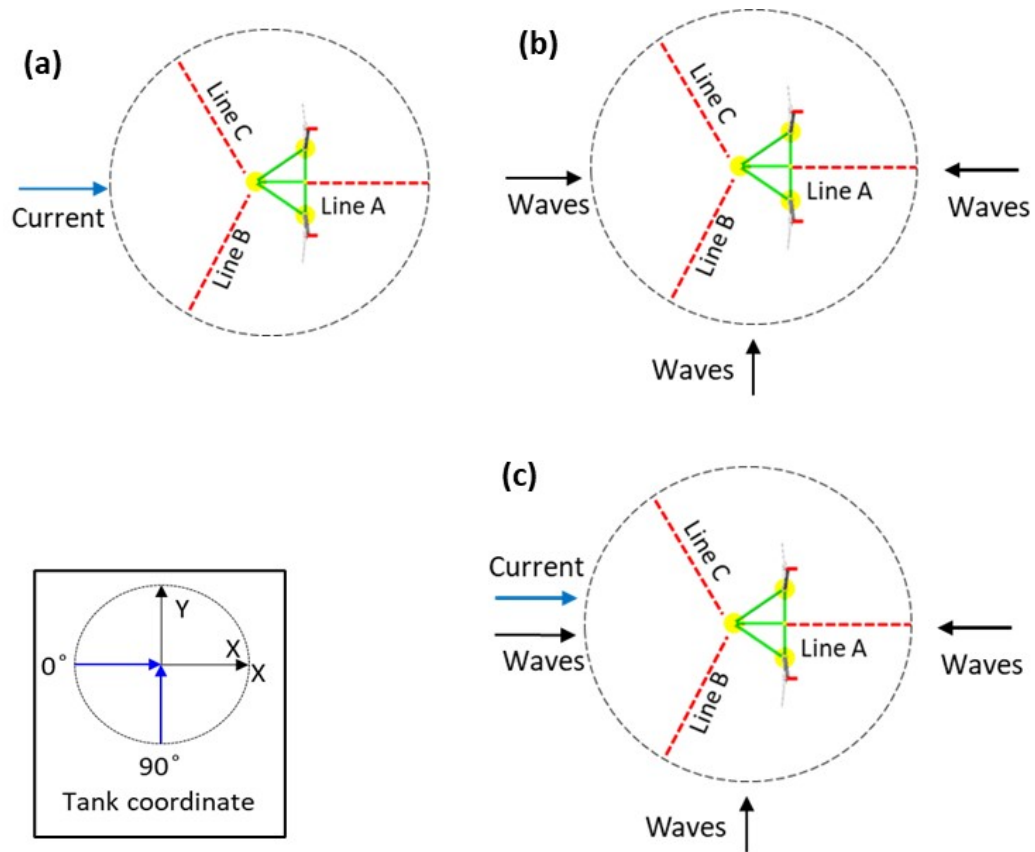 (a)
Line C
Current
Line A
Line B
(b)
Line C
Waves
Waves
Line A
Line B
Waves
(c)
Line C
Current
Waves
Line A
Waves
Line B
Waves
Y
X
0°
X
90°
Tank coordinate